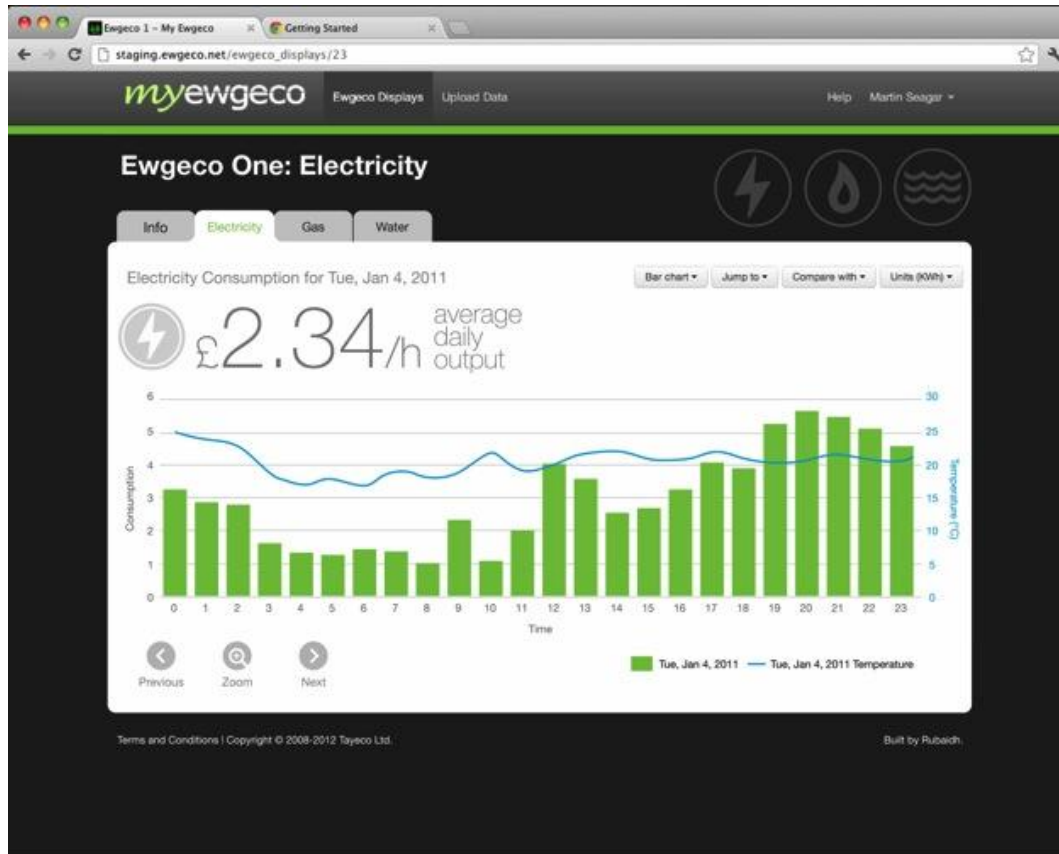 Ewgeco 1 – My Ewgeco
Getting Started
staging.ewgeco.net/ewgeco_displays/23
myewgeco
Ewgeco Displays
Upload Data
Help
Martin Seagar
Ewgeco One: Electricity
Info
Electricity
Gas
Water
Electricity Consumption for Tue, Jan 4, 2011
Bar chart
Jump to
Compare with
Units (KWh)
£2.34/h
average
daily
output
6
5
4
3
2
1
0
Consumption
30
25
20
15
10
5
0
Temperature (°C)
0 1 2 3 4 5 6 7 8 9 10 11 12 13 14 15 16 17 18 19 20 21 22 23
Time
Previous
Zoom
Next
Tue, Jan 4, 2011
Tue, Jan 4, 2011 Temperature
Terms and Conditions | Copyright © 2008-2012 Tayeco Ltd.
Built by Rubaidh.